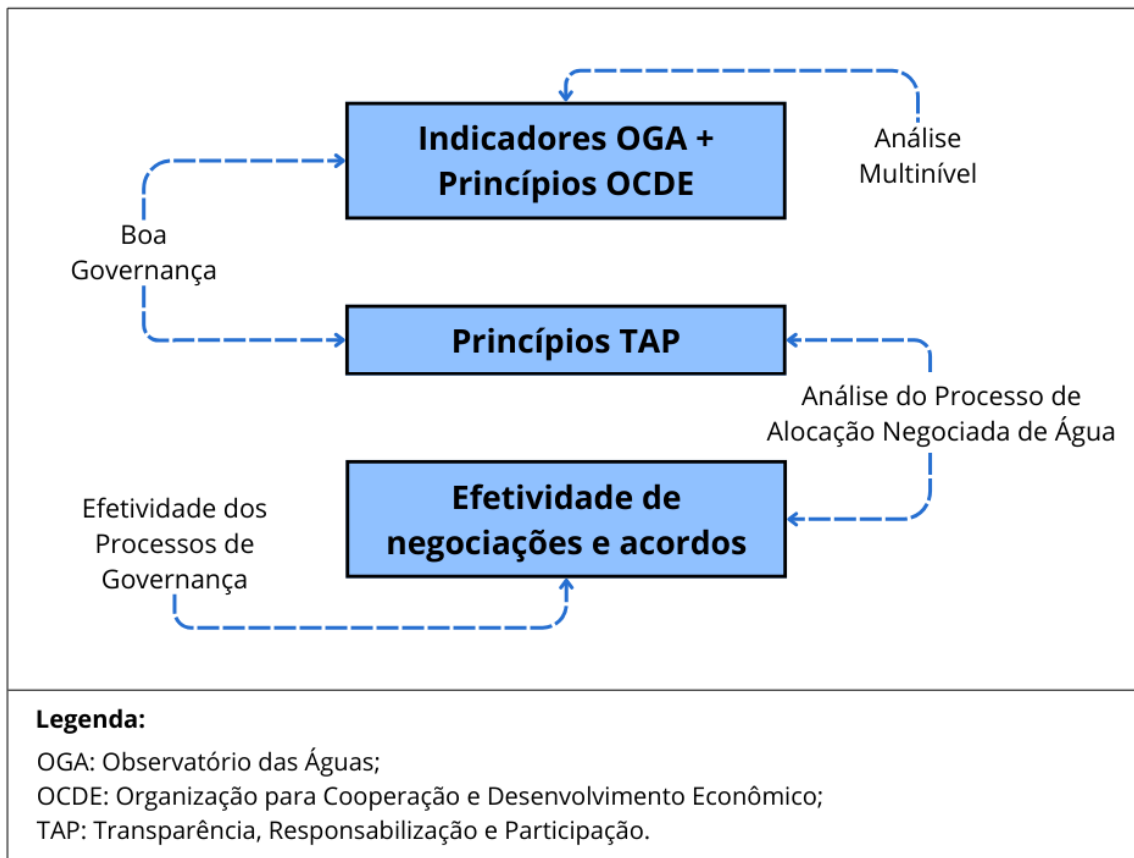 Indicadores OGA +
Princípios OCDE
Análise
Multinível
Boa
Governança
Princípios TAP
Análise do Processo de
Alocação Negociada de Água
Efetividade de
negociações e acordos
Efetividade dos
Processos de
Governança
Legenda:
OGA: Observatório das Águas;
OCDE: Organização para Cooperação e Desenvolvimento Econômico;
TAP: Transparência, Responsabilização e Participação.